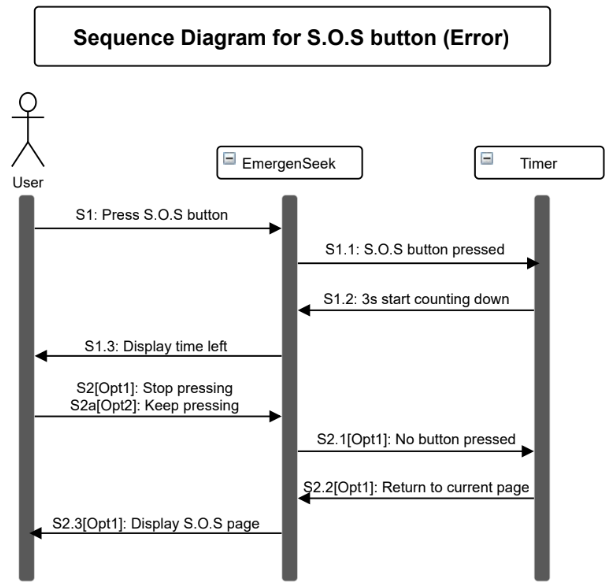 Sequence Diagram for S.O.S button (Error)
User
EmergenSeek
Timer
S1: Press S.O.S button
S1.1: S.O.S button pressed
S1.2: 3s start counting down
S1.3: Display time left
S2[Opt1]: Stop pressing
S2a[Opt2]: Keep pressing
S2.1[Opt1]: No button pressed
S2.2[Opt1]: Return to current page
S2.3[Opt1]: Display S.O.S page